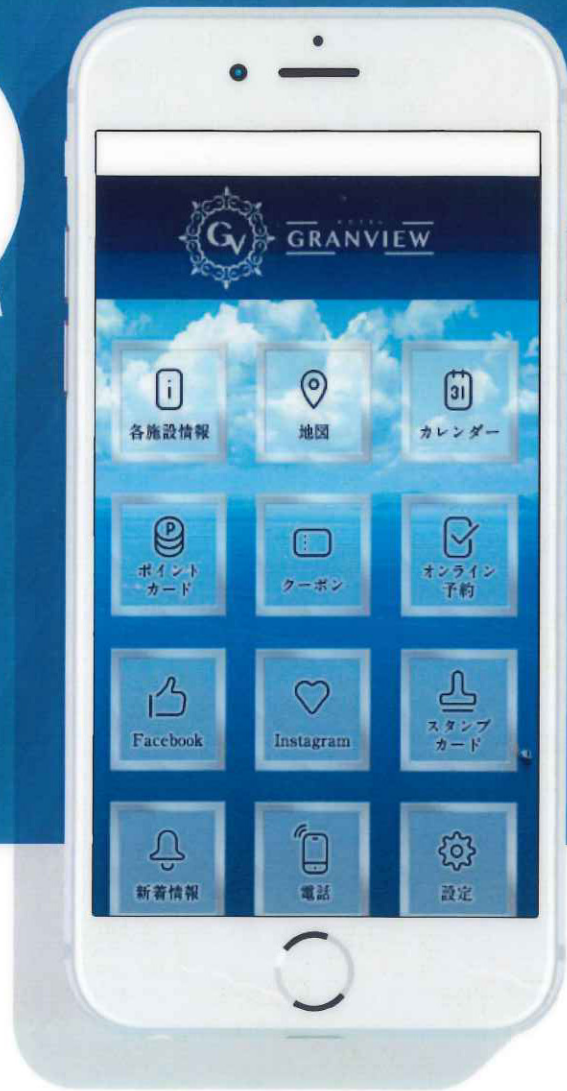 GV
HOTEL
GRANVIEW
i
各施設情報
地図
31
カレンダー
P
ポイント
カード
クーポン
オンライン
予約
Facebook
Instagram
スタンプ
カード
新着情報
電話
設定